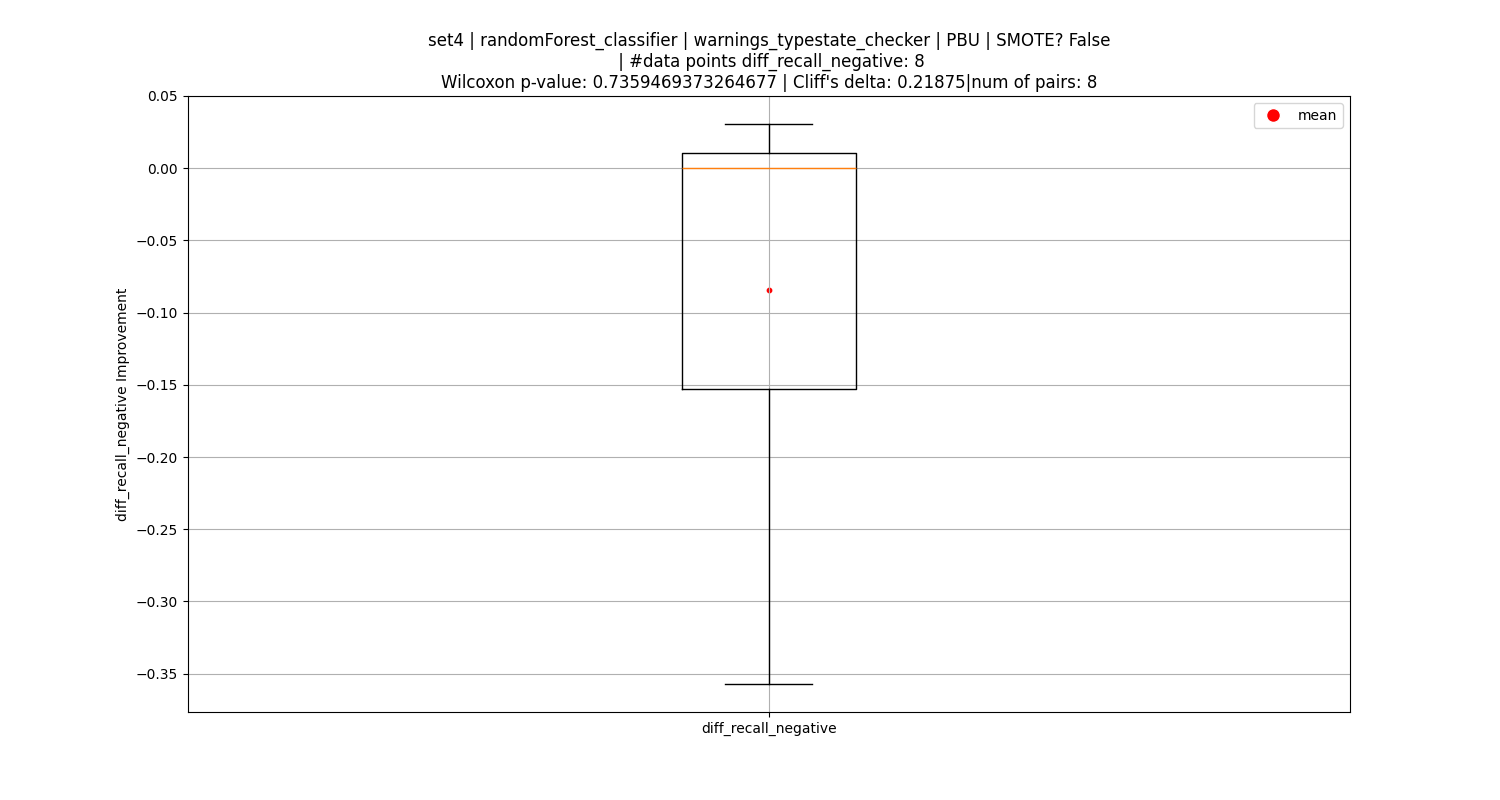 set4 | randomForest_classifier | warnings_typestate_checker | PBU | SMOTE? False
| #data points diff_recall_negative: 8
Wilcoxon p-value: 0.7359469373264677 | Cliff's delta: 0.21875|num of pairs: 8
mean
0.05
0.00
−0.05
−0.10
−0.15
−0.20
−0.25
−0.30
−0.35
diff_recall_negative Improvement
diff_recall_negative